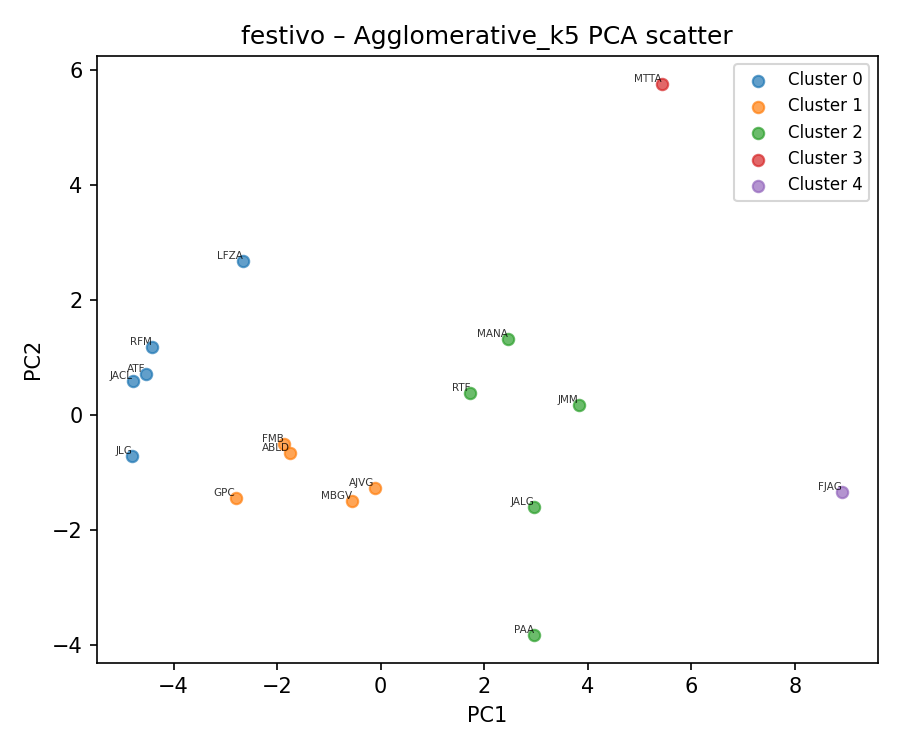 festivo – Agglomerative_k5 PCA scatter
6
4
2
0
−2
−4
PC2
MTTA
Cluster 0
Cluster 1
Cluster 2
Cluster 3
Cluster 4
LFZA
RFM
ATF
JACL
JLG
MANA
RTF
JMM
FMB
ABLD
GPC
AJVG
MBGV
JALG
FJAG
PAA
−4
−2
0
2
4
6
8
PC1